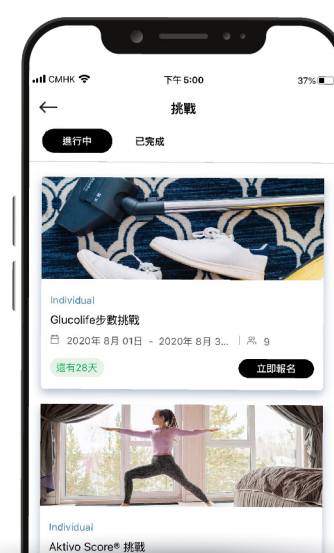 CMHK 下午 5:00 37%
挑戰
進行中 已完成
Individual
Glucolife步數挑戰
2020年 8月 01日 - 2020年 8月 3... 9
還有28天 立即報名
Individual
Aktivo Score® 挑戰